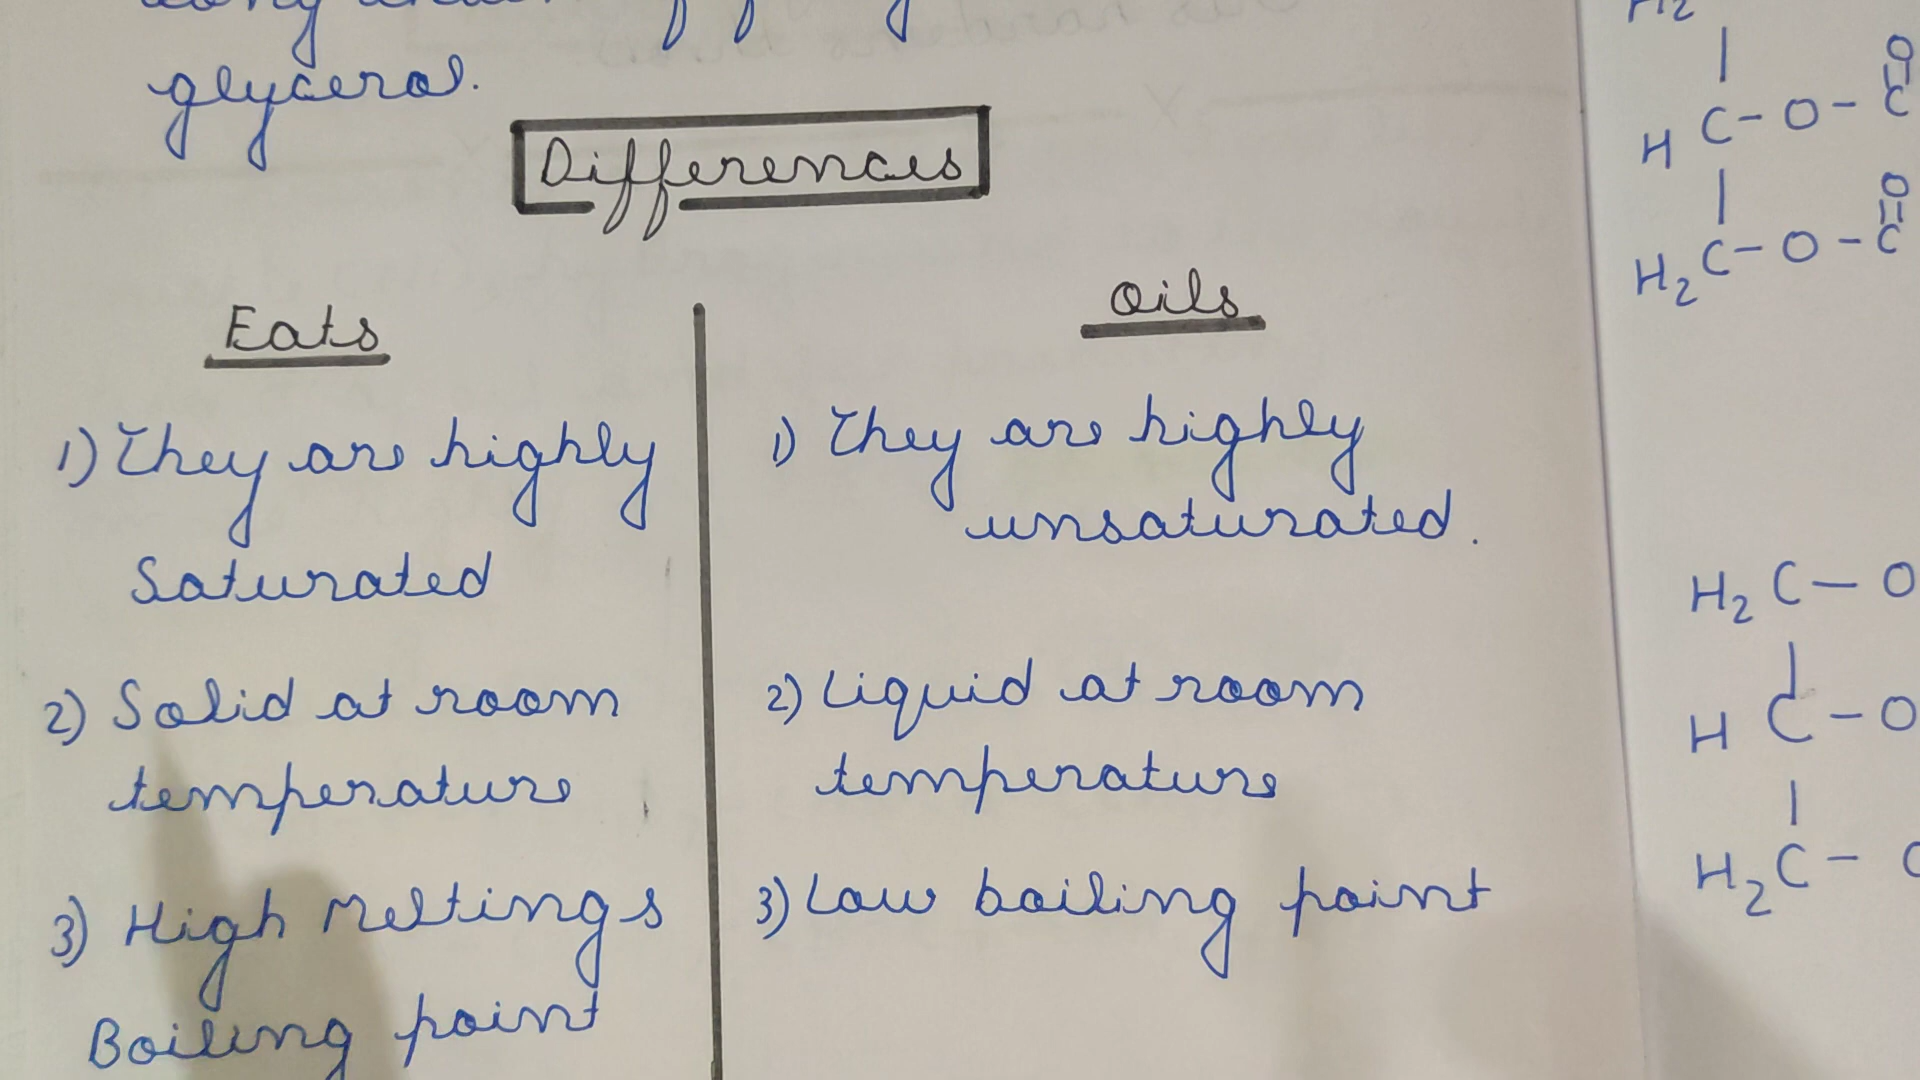 glycerol.
Differences
Fats
Oils
1) They are highly
Saturated
1) They are highly
unsaturated.
2) Solid at room
temperature
2) Liquid at room
temperature
3) High Meltings
Boiling point
3) Low boiling point
H2
|
H C - O - C = O
|
H2C - O - C = O
H2C - O
|
H C - O
|
H2C -